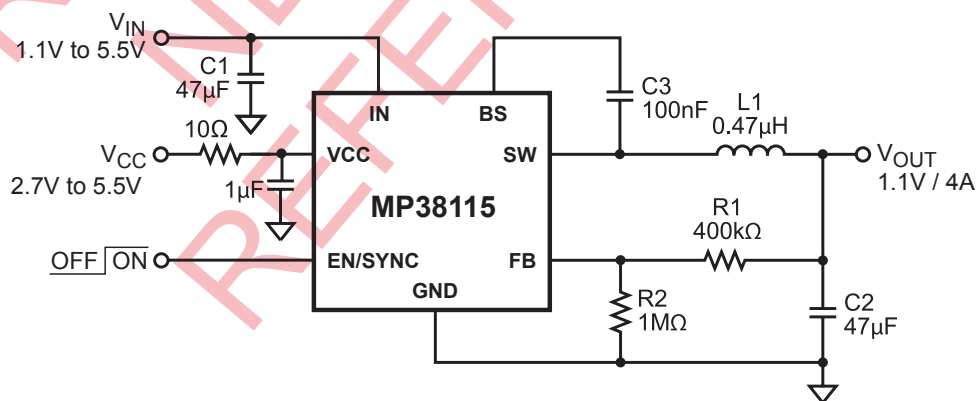 VIN
1.1V to 5.5V
C1
47µF
IN
BS
C3
100nF
L1
0.47µH
10Ω
VCC
2.7V to 5.5V
VCC
SW
VOUT
1.1V / 4A
1µF
MP38115
R1
400kΩ
OFF ON
EN/SYNC
FB
GND
R2
1MΩ
C2
47µF
REFE